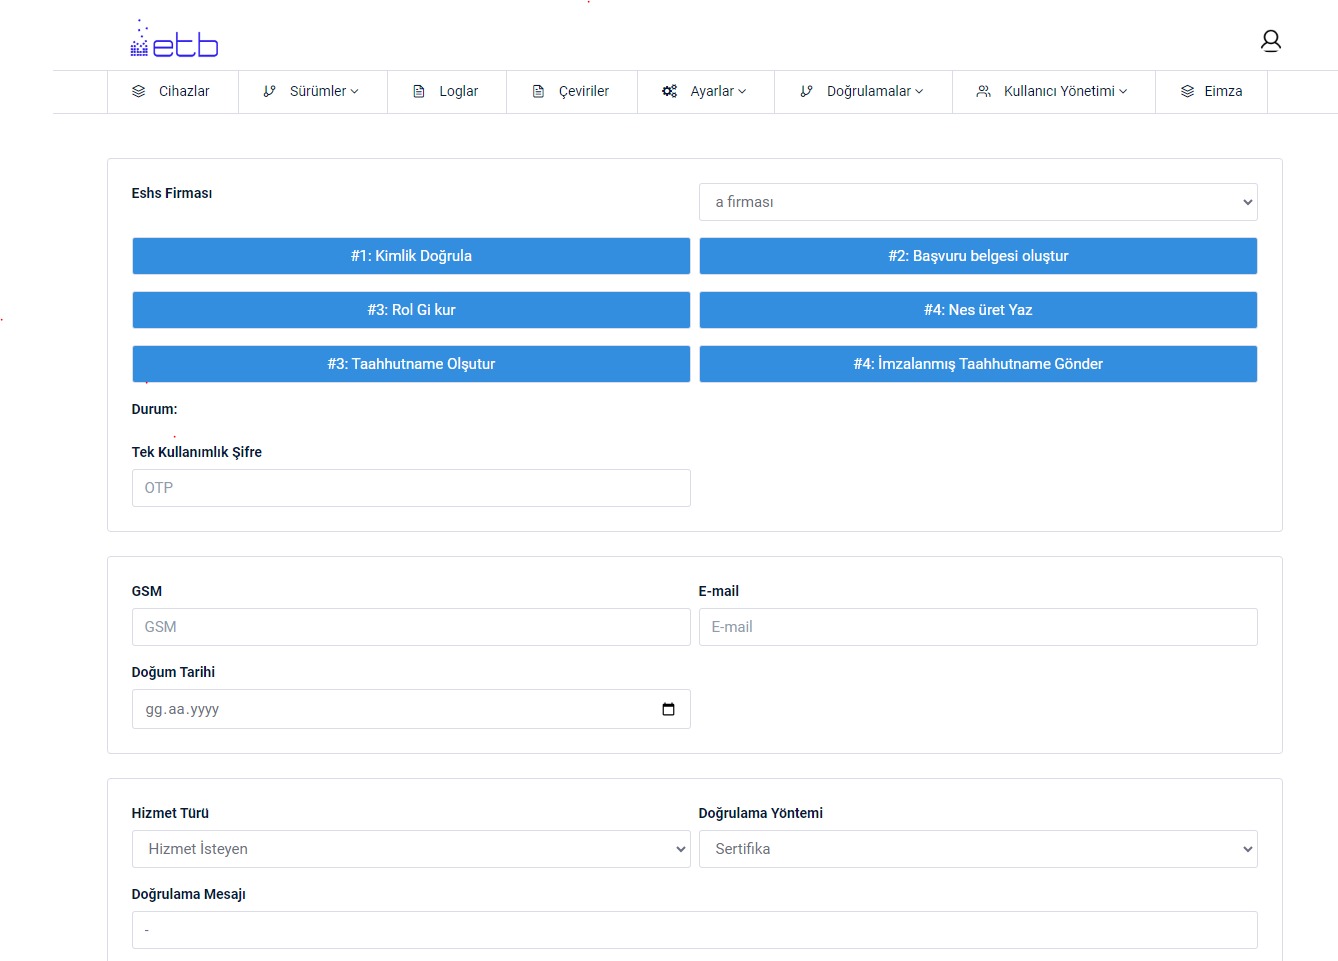 etb
Cihazlar Sürümler Loglar Çeviriler Ayarlar Doğrulamalar Kullanıcı Yönetimi Eimza
Eshs Firması
a firması
#1: Kimlik Doğrula
#2: Başvuru belgesi oluştur
#3: Rol Gi kur
#4: Nes üret Yaz
#3: Taahhutname Olşutur
#4: İmzalanmış Taahhutname Gönder
Durum:
Tek Kullanımlık Şifre
OTP
GSM
E-mail
GSM
E-mail
Doğum Tarihi
gg.aa.yyyy
Hizmet Türü
Doğrulama Yöntemi
Hizmet İsteyen
Sertifika
Doğrulama Mesajı
-